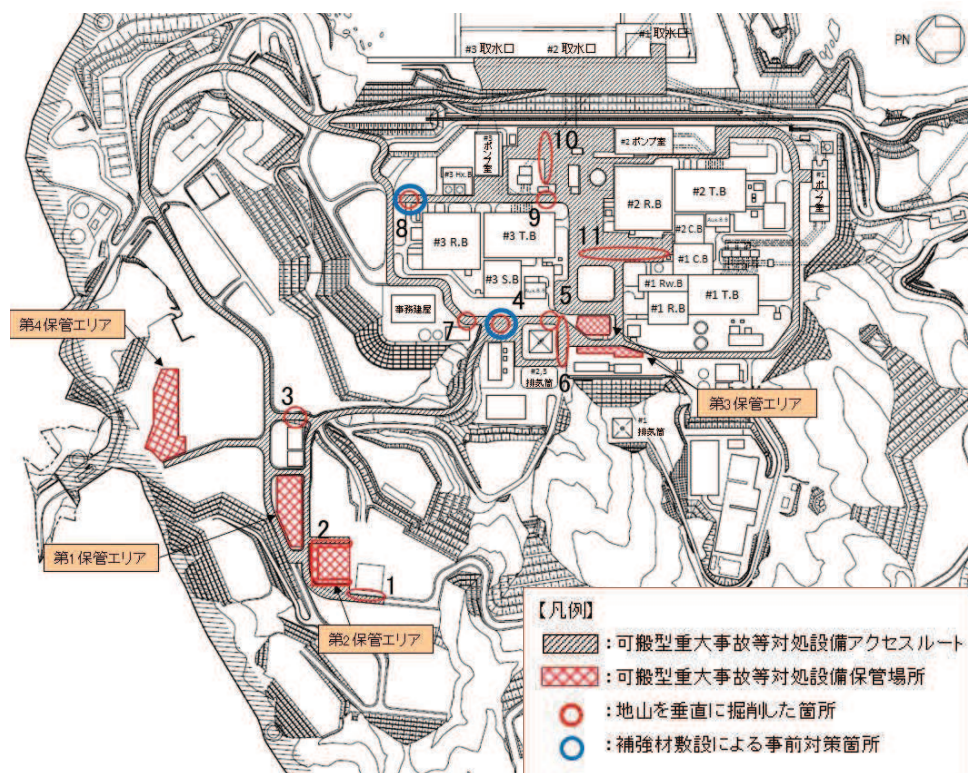 #1 取水口
#3 取水口
#2 取水口
PN
10
#2 ポンプ室
#3 ポンプ室
#3 Hx.B
#1 ポンプ室
#2 T.B
#2 R.B
9
8
11
#3 R.B
#3 T.B
#2 C.B
#1 C.B
#3 S.B
#1 Rw.B
#1 T.B
#1 R.B
4
5
事務建屋
7
第4保管エリア
6
#2,3
排気筒
第3保管エリア
3
#1
排気筒
2
第1保管エリア
1
第2保管エリア
【凡例】
：可搬型重大事故等対処設備アクセスルート
：可搬型重大事故等対処設備保管場所
：地山を垂直に掘削した箇所
：補強材敷設による事前対策箇所